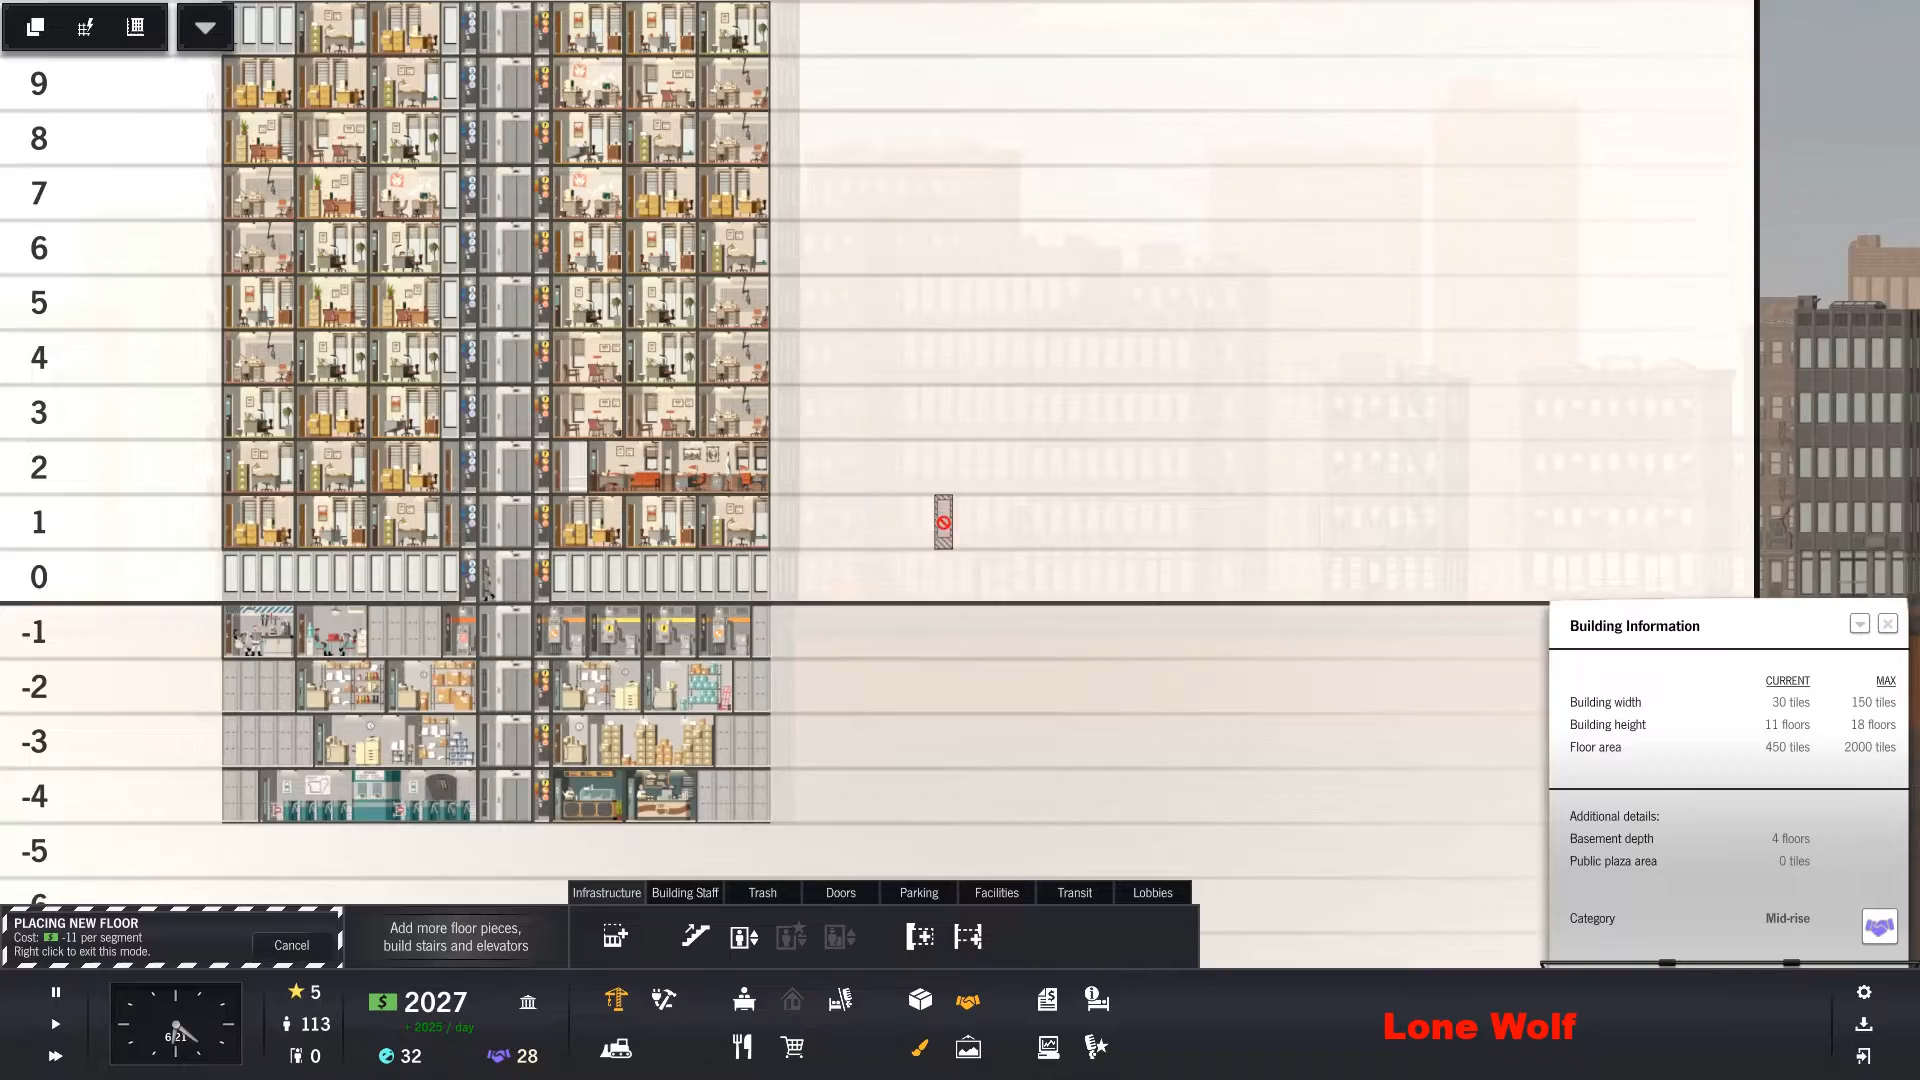 9
8
7
6
5
4
3
2
1
0
-1
-2
-3
-4
-5
Building Information
CURRENT MAX
Building width 30 tiles 150 tiles
Building height 11 floors 18 floors
Floor area 450 tiles 2000 tiles
Additional details:
Basement depth 4 floors
Public plaza area 0 tiles
Category Mid-rise
Infrastructure Building Staff Trash Doors Parking Facilities Transit Lobbies
PLACING NEW FLOOR
Cost: $ -11 per segment
Right click to exit this mode.
Cancel
Add more floor pieces,
build stairs and elevators
6/21
5
113
0
$ 2027
+ 2025 / day
32
28
Lone Wolf